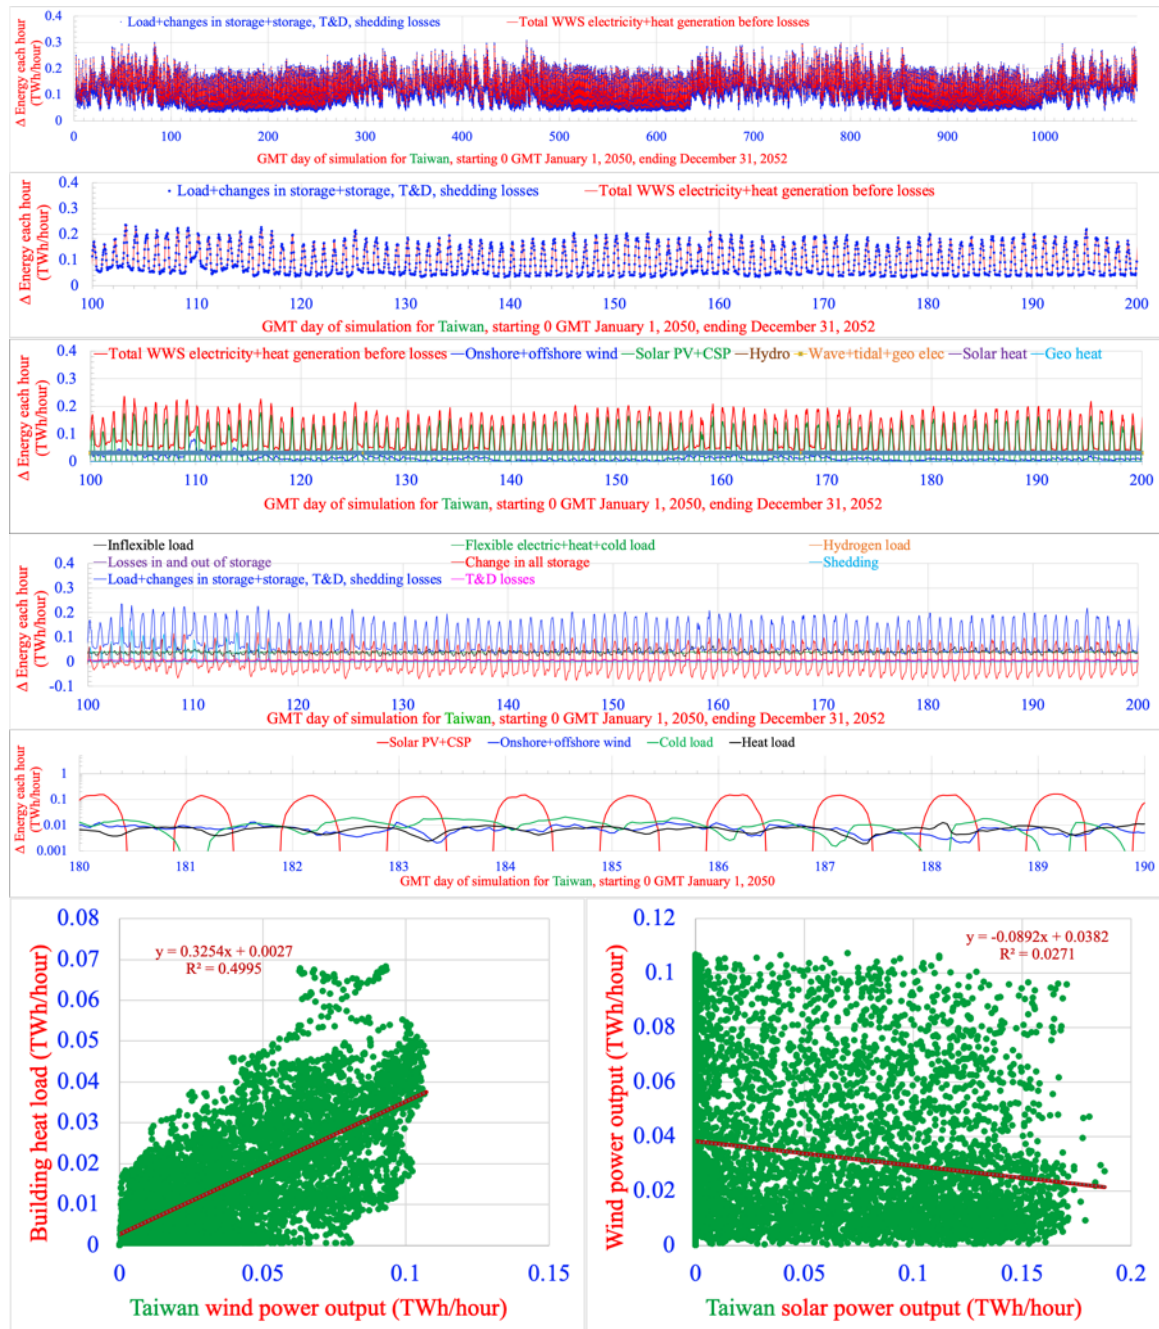 Load+changes in storage+storage, T&D, shedding losses —Total WWS electricity+heat generation before losses
Δ Energy each hour
(TWh/hour)
0.4
0.3
0.2
0.1
0
0 100 200 300 400 500 600 700 800 900 1000
GMT day of simulation for Taiwan, starting 0 GMT January 1, 2050, ending December 31, 2052
Load+changes in storage+storage, T&D, shedding losses —Total WWS electricity+heat generation before losses
Δ Energy each hour
(TWh/hour)
0.4
0.3
0.2
0.1
0
100 110 120 130 140 150 160 170 180 190 200
GMT day of simulation for Taiwan, starting 0 GMT January 1, 2050, ending December 31, 2052
—Total WWS electricity+heat generation before losses —Onshore+offshore wind —Solar PV+CSP —Hydro —Wave+tidal+geo elec —Solar heat —Geo heat
Δ Energy each hour
(TWh/hour)
0.4
0.3
0.2
0.1
0
100 110 120 130 140 150 160 170 180 190 200
GMT day of simulation for Taiwan, starting 0 GMT January 1, 2050, ending December 31, 2052
—Inflexible load —Flexible electric+heat+cold load —Hydrogen load
—Losses in and out of storage —Change in all storage —Shedding
—Load+changes in storage+storage, T&D, shedding losses —T&D losses
Δ Energy each hour
(TWh/hour)
0.4
0.3
0.2
0.1
0
-0.1
100 110 120 130 140 150 160 170 180 190 200
GMT day of simulation for Taiwan, starting 0 GMT January 1, 2050, ending December 31, 2052
—Solar PV+CSP —Onshore+offshore wind —Cold load —Heat load
Δ Energy each hour
(TWh/hour)
1
0.1
0.01
0.001
180 181 182 183 184 185 186 187 188 189 190
GMT day of simulation for Taiwan, starting 0 GMT January 1, 2050
Building heat load (TWh/hour)
0.08
0.07
0.06
0.05
0.04
0.03
0.02
0.01
0
y = 0.3254x + 0.0027
R² = 0.4995
0 0.05 0.1 0.15
Taiwan wind power output (TWh/hour)
Wind power output (TWh/hour)
0.12
0.1
0.08
0.06
0.04
0.02
0
y = -0.0892x + 0.0382
R² = 0.0271
0 0.05 0.1 0.15 0.2
Taiwan solar power output (TWh/hour)